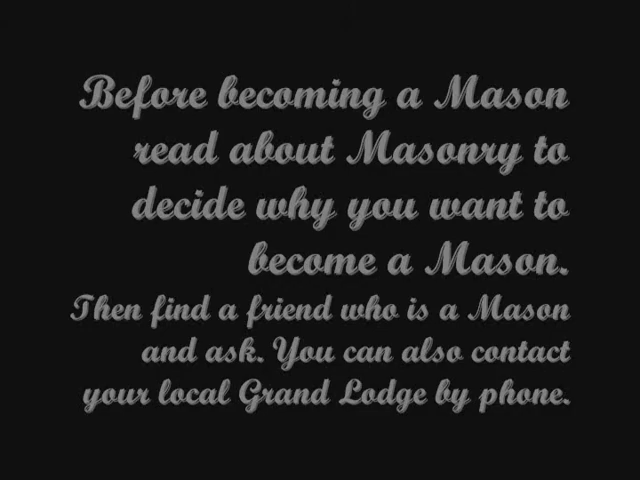 Before becoming a Mason
read about Masonry to
decide why you want to
become a Mason.
Then find a friend who is a Mason
and ask. You can also contact
your local Grand Lodge by phone.